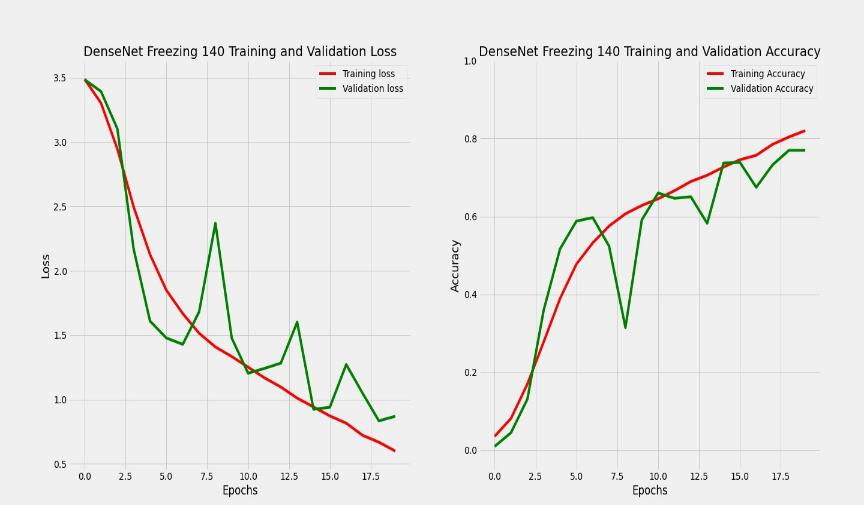 DenseNet Freezing 140 Training and Validation Loss
Training loss
Validation loss
3.5
3.0
2.5
2.0
1.5
1.0
0.5
Loss
0.0 2.5 5.0 7.5 10.0 12.5 15.0 17.5
Epochs
DenseNet Freezing 140 Training and Validation Accuracy
Training Accuracy
Validation Accuracy
1.0
0.8
0.6
0.4
0.2
0.0
Accuracy
0.0 2.5 5.0 7.5 10.0 12.5 15.0 17.5
Epochs